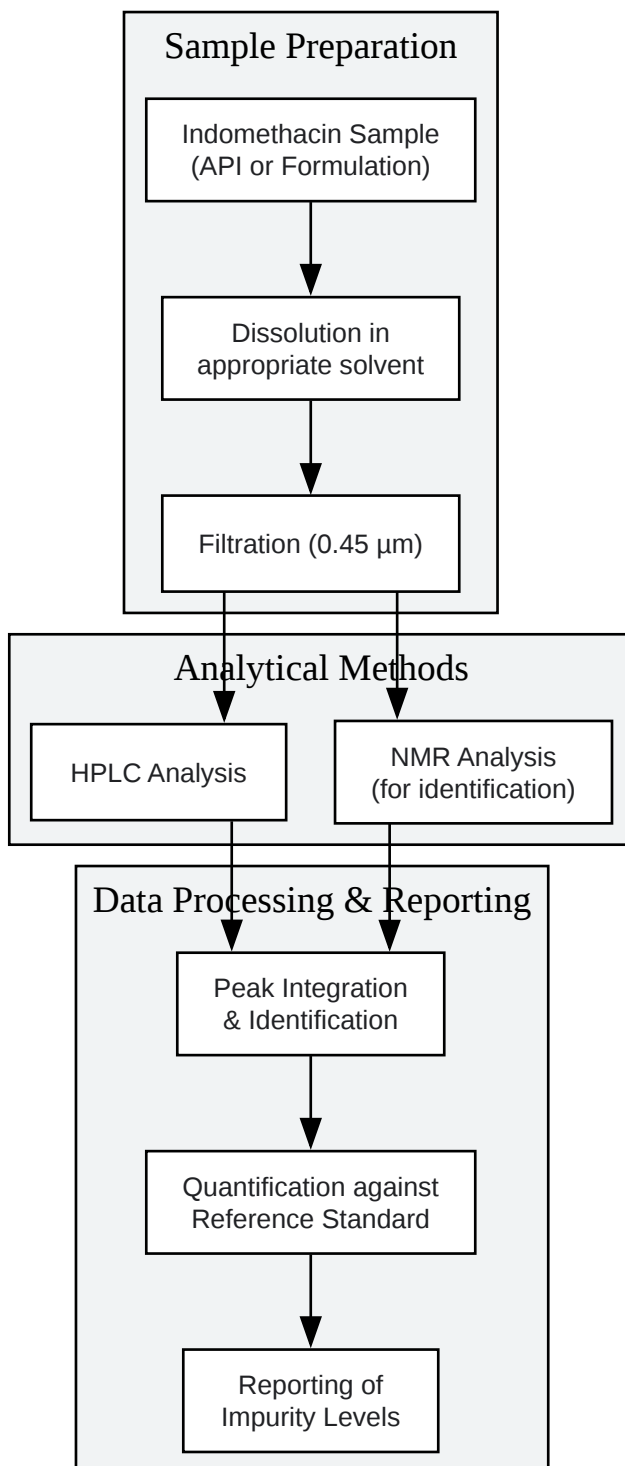 Sample Preparation
Indomethacin Sample
(API or Formulation)
Dissolution in
appropriate solvent
Filtration (0.45 µm)
Analytical Methods
HPLC Analysis
NMR Analysis
(for identification)
Data Processing & Reporting
Peak Integration
& Identification
Quantification against
Reference Standard
Reporting of
Impurity Levels